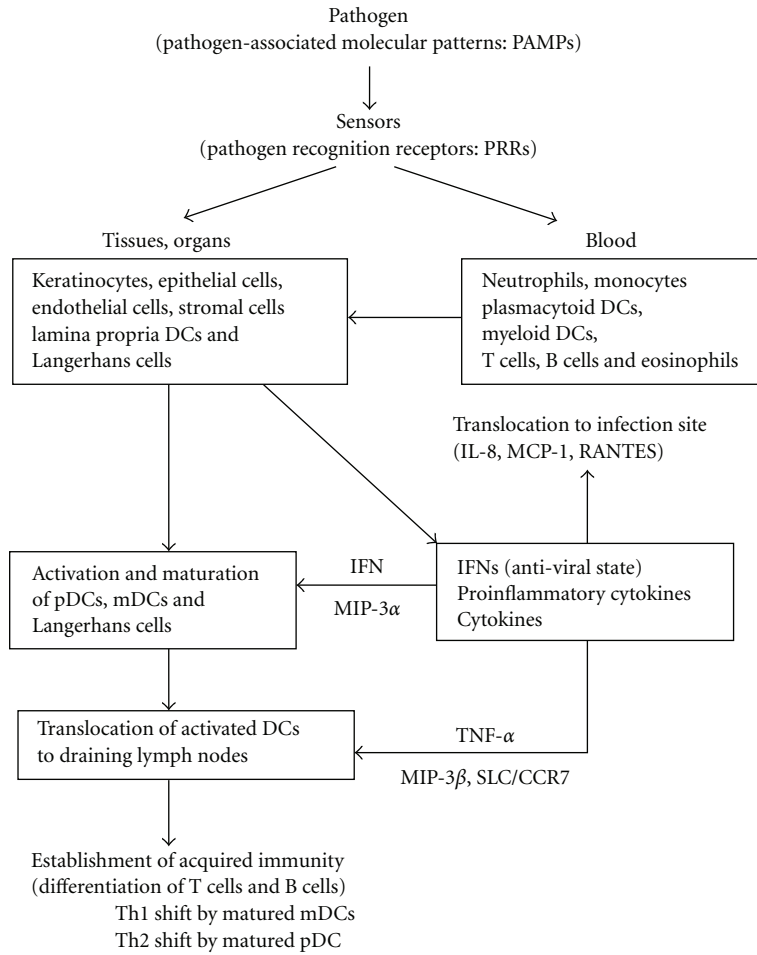 Pathogen
(pathogen-associated molecular patterns: PAMPs)
Sensors
(pathogen recognition receptors: PRRs)
Tissues, organs
Keratinocytes, epithelial cells,
endothelial cells, stromal cells
lamina propria DCs and
Langerhans cells
Blood
Neutrophils, monocytes
plasmacytoid DCs,
myeloid DCs,
T cells, B cells and eosinophils
Translocation to infection site
(IL-8, MCP-1, RANTES)
Activation and maturation
of pDCs, mDCs and
Langerhans cells
IFN
MIP-3α
IFNs (anti-viral state)
Proinflammatory cytokines
Cytokines
Translocation of activated DCs
to draining lymph nodes
TNF-α
MIP-3β, SLC/CCR7
Establishment of acquired immunity
(differentiation of T cells and B cells)
Th1 shift by matured mDCs
Th2 shift by matured pDC